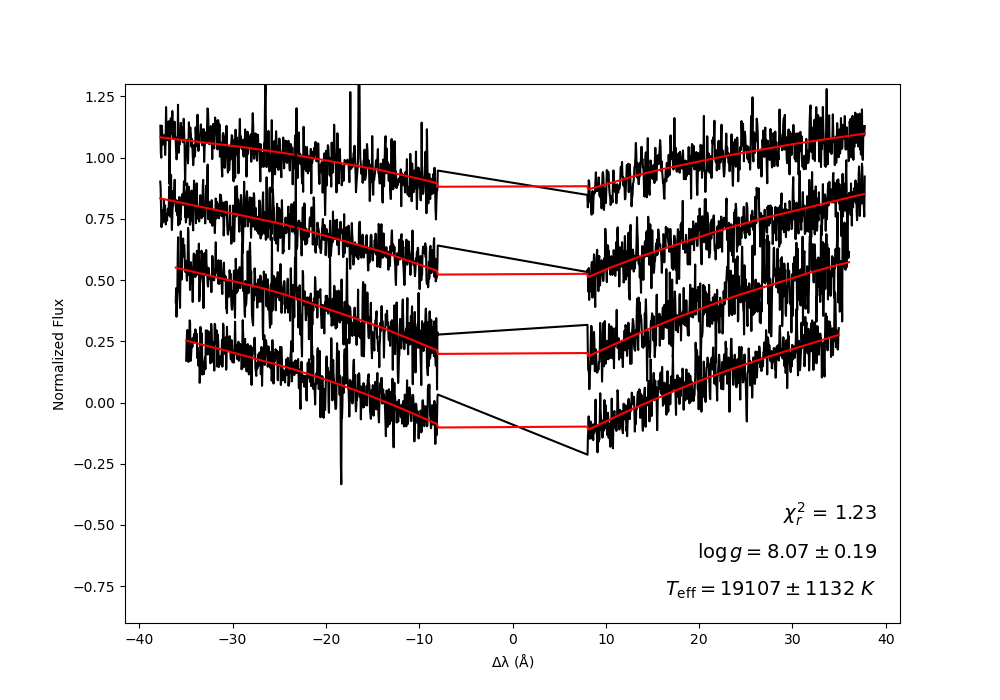 1.25
1.00
0.75
0.50
0.25
0.00
−0.25
−0.50
−0.75
Normalized Flux
χ²ᵣ = 1.23
log g = 8.07 ± 0.19
T_eff = 19107 ± 1132 K
−40 −30 −20 −10 0 10 20 30 40
Δλ (Å)